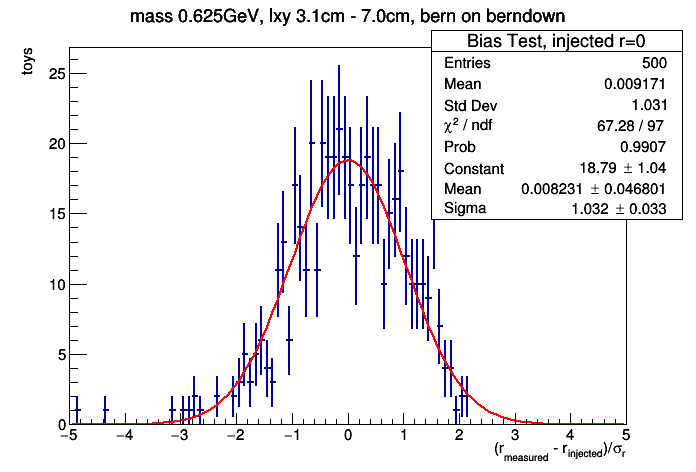 mass 0.625GeV, lxy 3.1cm - 7.0cm, bern on berndown
toys
Bias Test, injected r=0
Entries 500
Mean 0.009171
Std Dev 1.031
χ² / ndf 67.28 / 97
Prob 0.9907
Constant 18.79 ± 1.04
Mean 0.008231 ± 0.046801
Sigma 1.032 ± 0.033
25
20
15
10
5
0
−5 −4 −3 −2 −1 0 1 2 3 4 5
(r_measured - r_injected)/σ_r